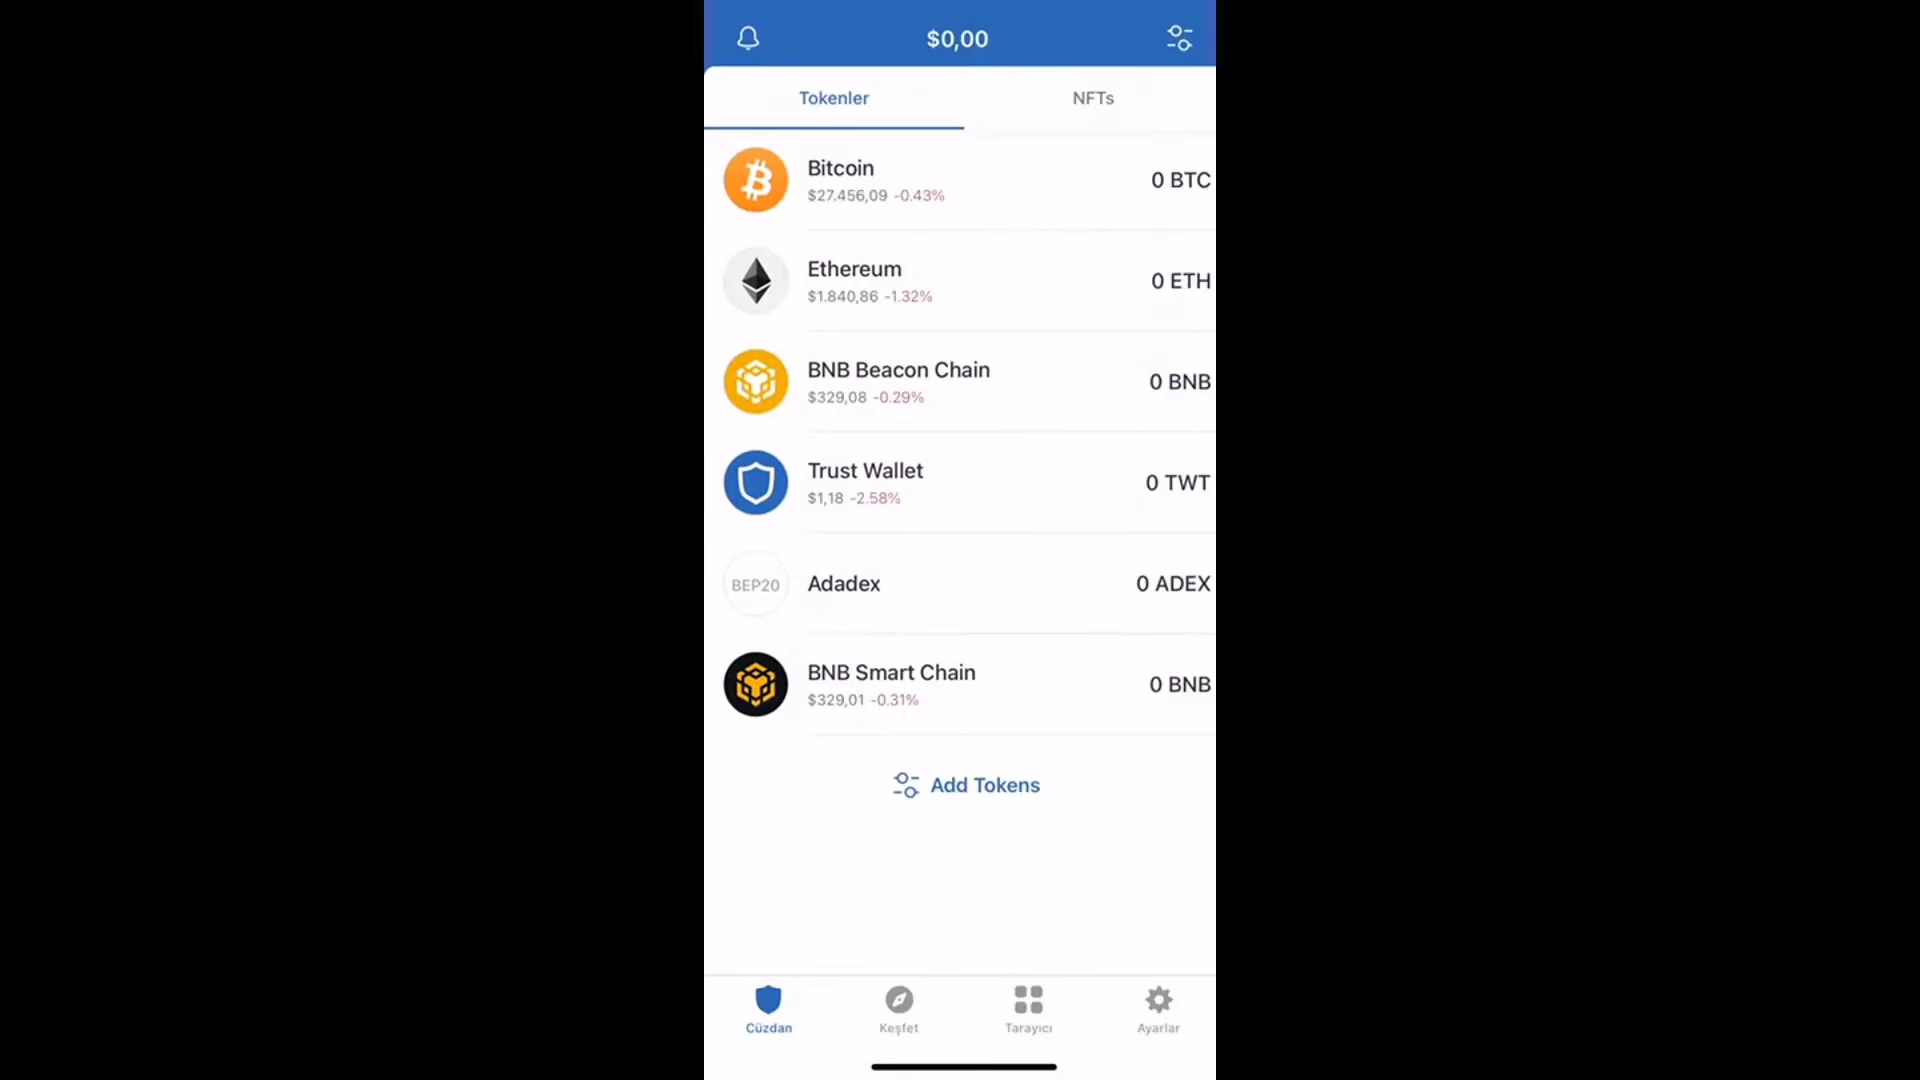 $0,00
Tokenler
NFTs
Bitcoin
0 BTC
$27.456,09 -0.43%
Ethereum
0 ETH
$1.840,86 -1.32%
BNB Beacon Chain
0 BNB
$329,08 -0.29%
Trust Wallet
0 TWT
$1,18 -2.58%
BEP20
Adadex
0 ADEX
BNB Smart Chain
0 BNB
$329,01 -0.31%
Add Tokens
Cüzdan
Keşfet
Tarayıcı
Ayarlar